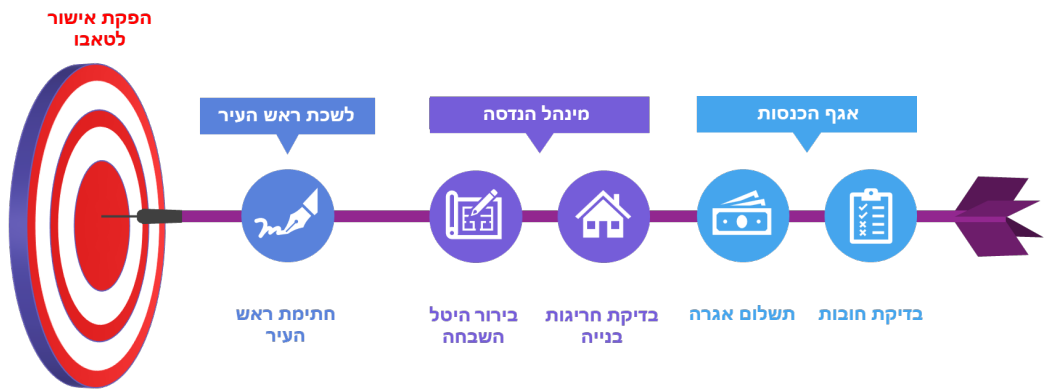 הפקת אישור
לטאבו
אגף הכנסות
מינהל הנדסה
לשכת ראש העיר
בדיקת חובות
תשלום אגרה
בדיקת חריגות
בנייה
בירור היטל
השבחה
חתימת ראש
העיר